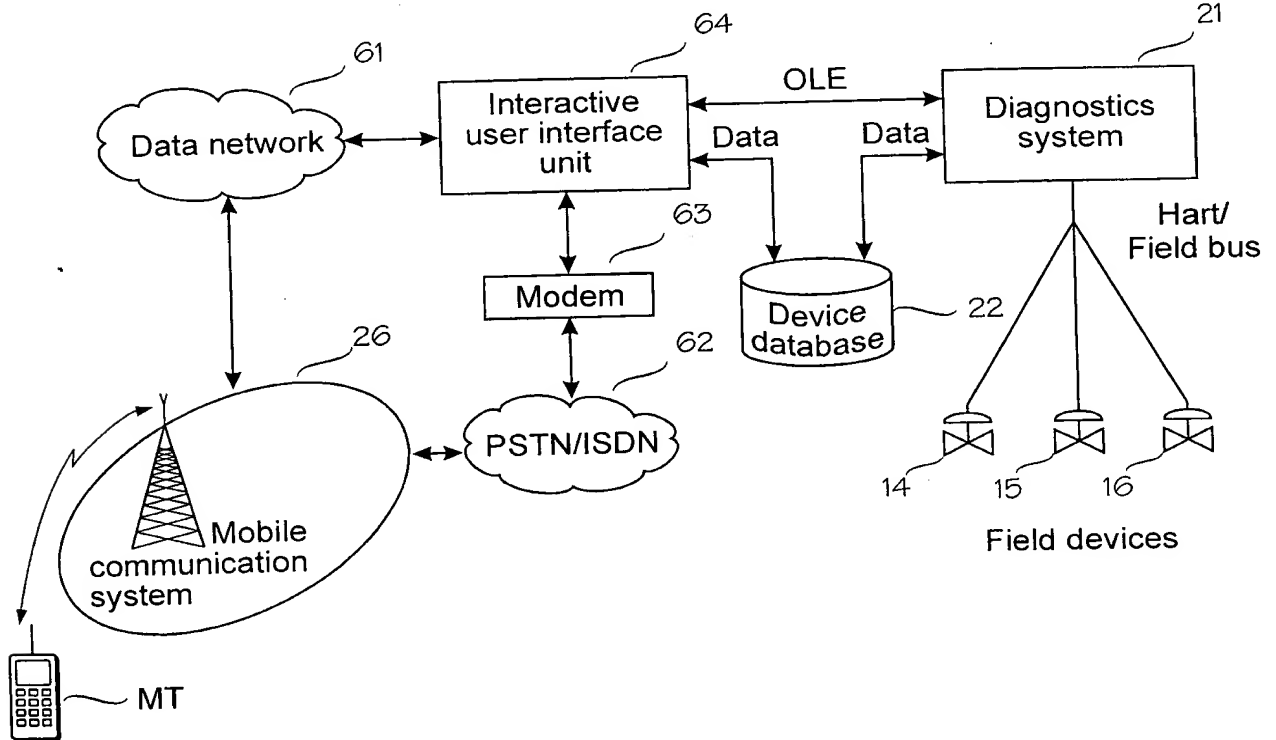 61
64
21
Data network
Interactive
user interface
unit
OLE
Data
Data
Diagnostics
system
63
Hart/
Field bus
Modem
Device
database
22
26
62
PSTN/ISDN
14
15
16
Mobile
communication
system
Field devices
MT